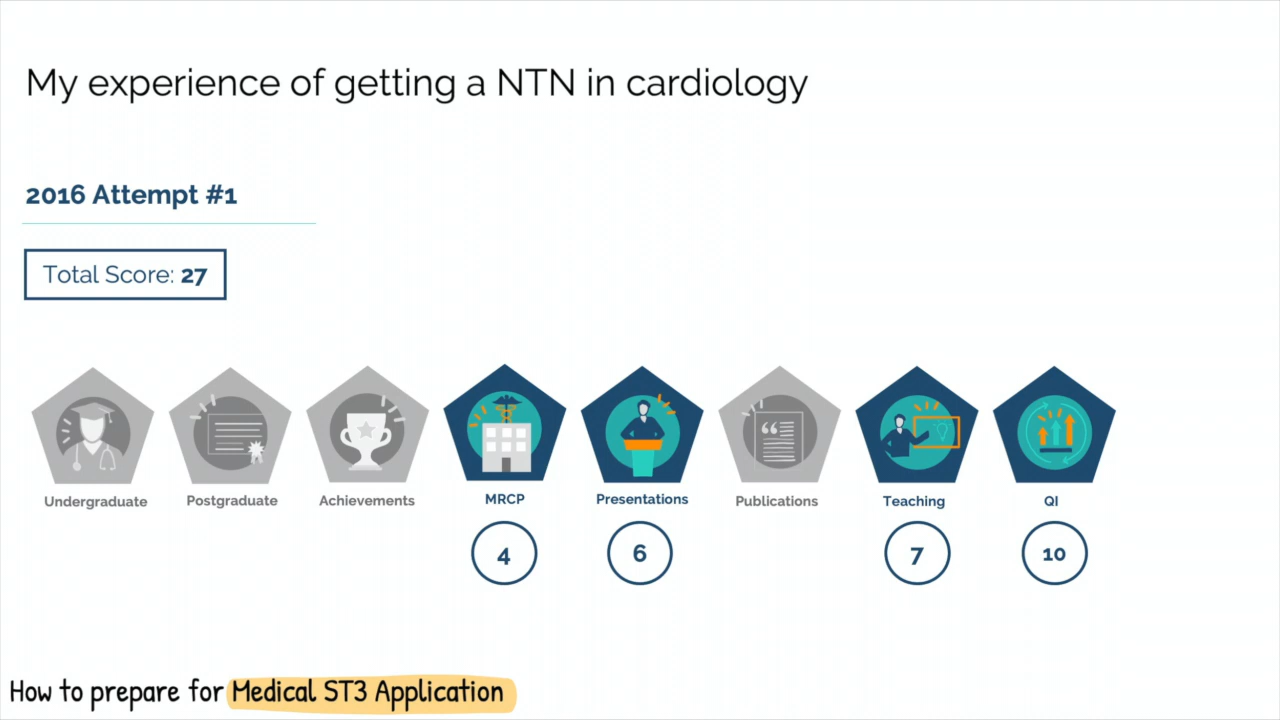 My experience of getting a NTN in cardiology
2016 Attempt #1
Total Score: 27
Undergraduate
Postgraduate
Achievements
MRCP
Presentations
Publications
Teaching
QI
4
6
7
10
How to prepare for Medical ST3 Application